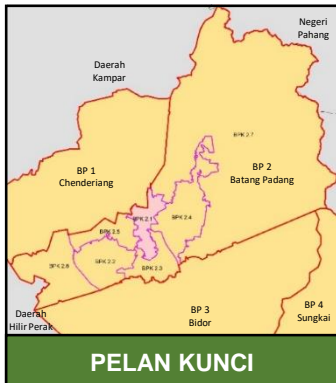 Negeri
Pahang
Daerah
Kampar
BPK 2.7
BP 1
Chenderiang
BP 2
Batang Padang
BPK 2.1
BPK 2.4
BPK 2.5
BPK 2.6
BPK 2.2
BPK 2.3
Daerah
Hilir Perak
BP 3
Bidor
BP 4
Sungkai
PELAN KUNCI